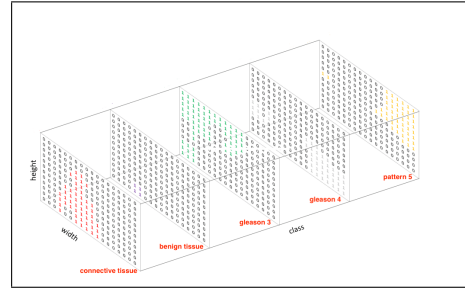 pattern 5
gleason 4
gleason 3
benign tissue
connective tissue
height
width
class